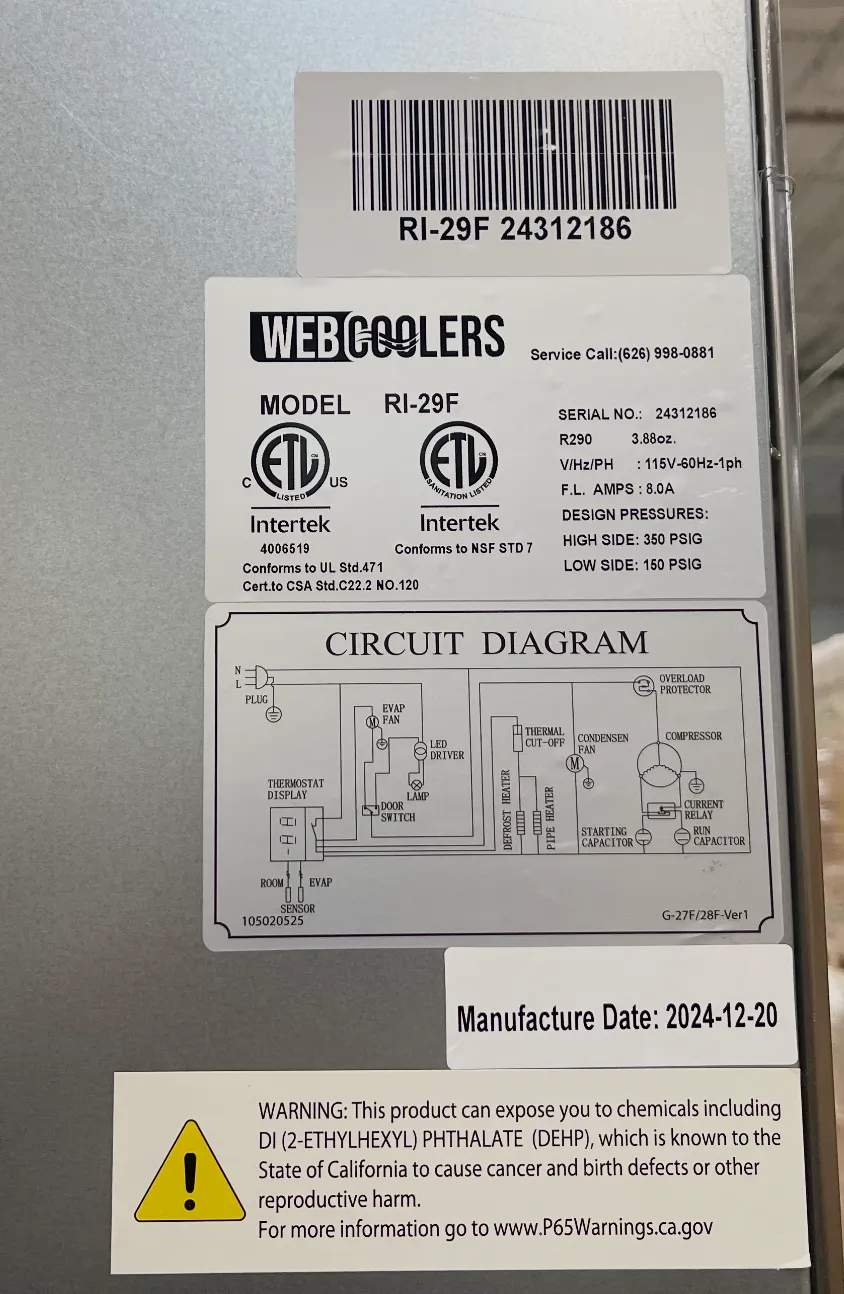 RI-29F 24312186
WEBCOOLERS
Service Call:(626) 998-0881
MODEL RI-29F
SERIAL NO.: 24312186
R290 3.88oz.
V/Hz/PH : 115V-60Hz-1ph
F.L. AMPS : 8.0A
DESIGN PRESSURES:
HIGH SIDE: 350 PSIG
LOW SIDE: 150 PSIG
C ETL US
CM
LISTED
Intertek
4006519
ETL
CM
SANITATION LISTED
Intertek
Conforms to NSF STD 7
Conforms to UL Std.471
Cert.to CSA Std.C22.2 NO.120
CIRCUIT DIAGRAM
N
L
PLUG
EVAP
FAN
M
LED
DRIVER
LAMP
DOOR
SWITCH
THERMOSTAT
DISPLAY
ROOM
EVAP
SENSOR
THERMAL
CUT-OFF
DEFROST HEATER
PIPE HEATER
CONDENSEN
FAN
M
OVERLOAD
PROTECTOR
COMPRESSOR
CURRENT
RELAY
STARTING
CAPACITOR
RUN
CAPACITOR
105020525
G-27F/28F-Ver1
Manufacture Date: 2024-12-20
WARNING: This product can expose you to chemicals including
DI (2-ETHYLHEXYL) PHTHALATE (DEHP), which is known to the
State of California to cause cancer and birth defects or other
reproductive harm.
For more information go to www.P65Warnings.ca.gov